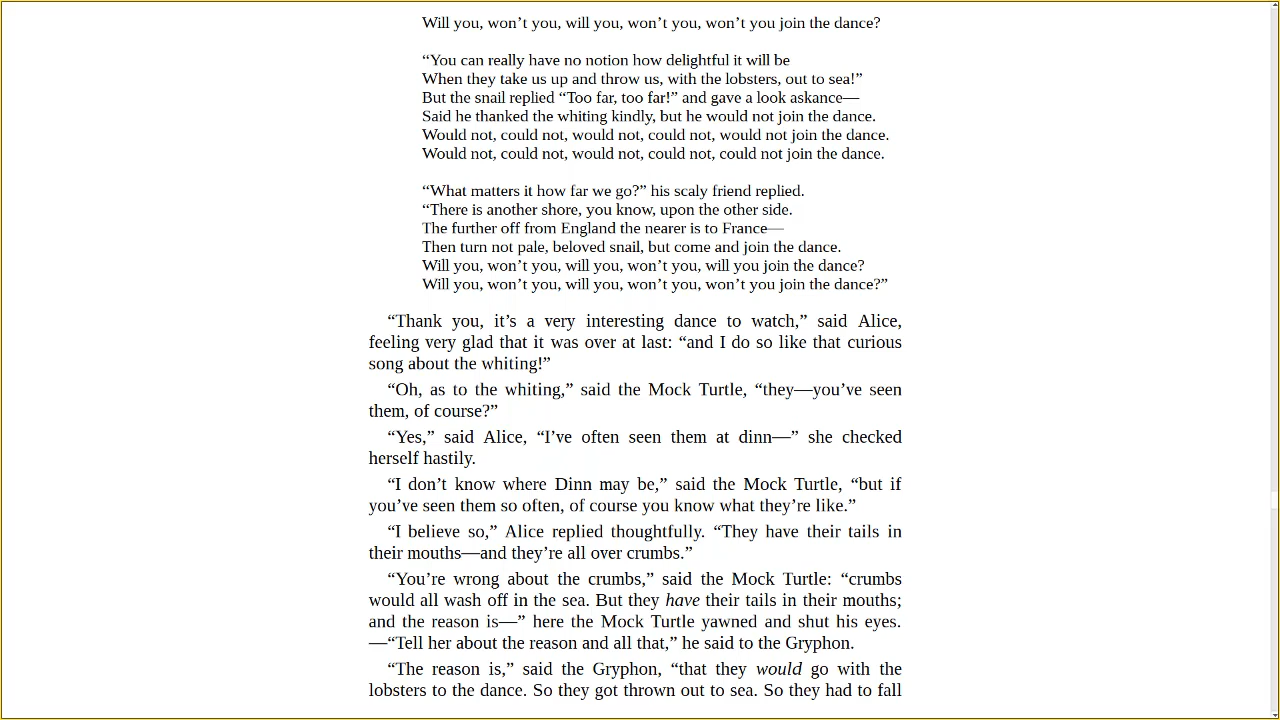 Will you, won’t you, will you, won’t you, won’t you join the dance?
“You can really have no notion how delightful it will be
When they take us up and throw us, with the lobsters, out to sea!”
But the snail replied “Too far, too far!” and gave a look askance—
Said he thanked the whiting kindly, but he would not join the dance.
Would not, could not, would not, could not, would not join the dance.
Would not, could not, would not, could not, could not join the dance.
“What matters it how far we go?” his scaly friend replied.
“There is another shore, you know, upon the other side.
The further off from England the nearer is to France—
Then turn not pale, beloved snail, but come and join the dance.
Will you, won’t you, will you, won’t you, will you join the dance?
Will you, won’t you, will you, won’t you, won’t you join the dance?”
“Thank you, it’s a very interesting dance to watch,” said Alice,
feeling very glad that it was over at last: “and I do so like that curious
song about the whiting!”
“Oh, as to the whiting,” said the Mock Turtle, “they—you’ve seen
them, of course?”
“Yes,” said Alice, “I’ve often seen them at dinn—” she checked
herself hastily.
“I don’t know where Dinn may be,” said the Mock Turtle, “but if
you’ve seen them so often, of course you know what they’re like.”
“I believe so,” Alice replied thoughtfully. “They have their tails in
their mouths—and they’re all over crumbs.”
“You’re wrong about the crumbs,” said the Mock Turtle: “crumbs
would all wash off in the sea. But they have their tails in their mouths;
and the reason is—” here the Mock Turtle yawned and shut his eyes.
—“Tell her about the reason and all that,” he said to the Gryphon.
“The reason is,” said the Gryphon, “that they would go with the
lobsters to the dance. So they got thrown out to sea. So they had to fall